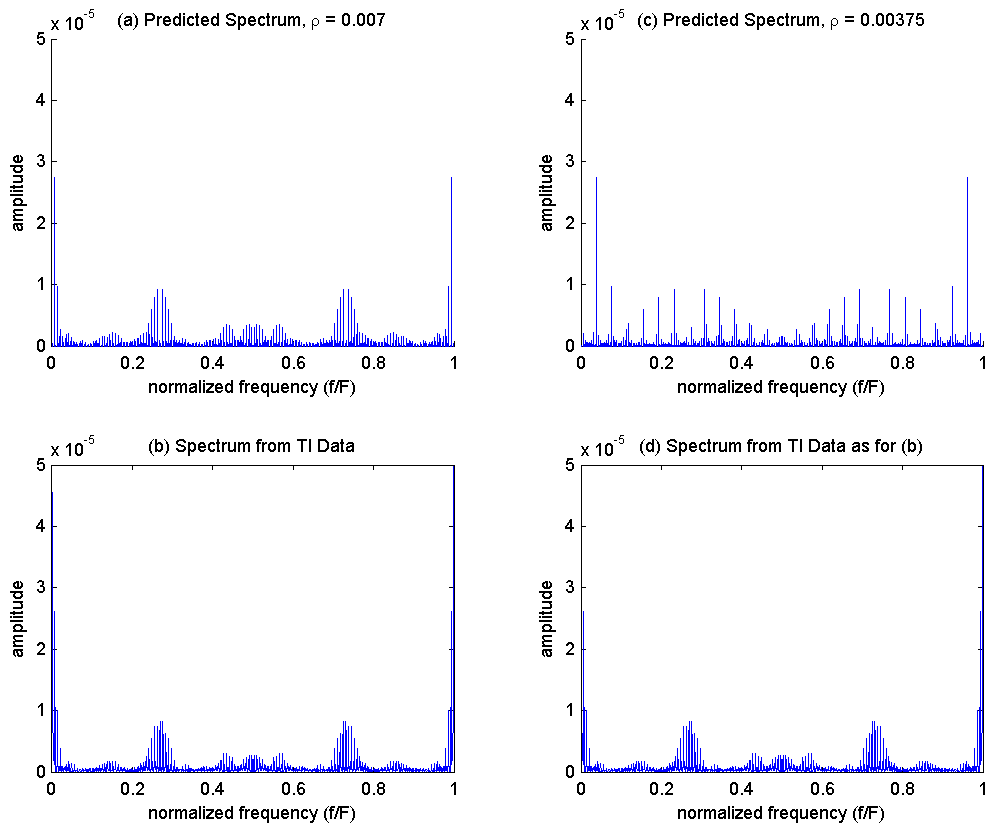 (a) Predicted Spectrum, ρ = 0.007
x 10-5
5
4
3
2
1
0
amplitude
0 0.2 0.4 0.6 0.8 1
normalized frequency (f/F)
(c) Predicted Spectrum, ρ = 0.00375
x 10-5
5
4
3
2
1
0
amplitude
0 0.2 0.4 0.6 0.8 1
normalized frequency (f/F)
(b) Spectrum from TI Data
x 10-5
5
4
3
2
1
0
amplitude
0 0.2 0.4 0.6 0.8 1
normalized frequency (f/F)
(d) Spectrum from TI Data as for (b)
x 10-5
5
4
3
2
1
0
amplitude
0 0.2 0.4 0.6 0.8 1
normalized frequency (f/F)